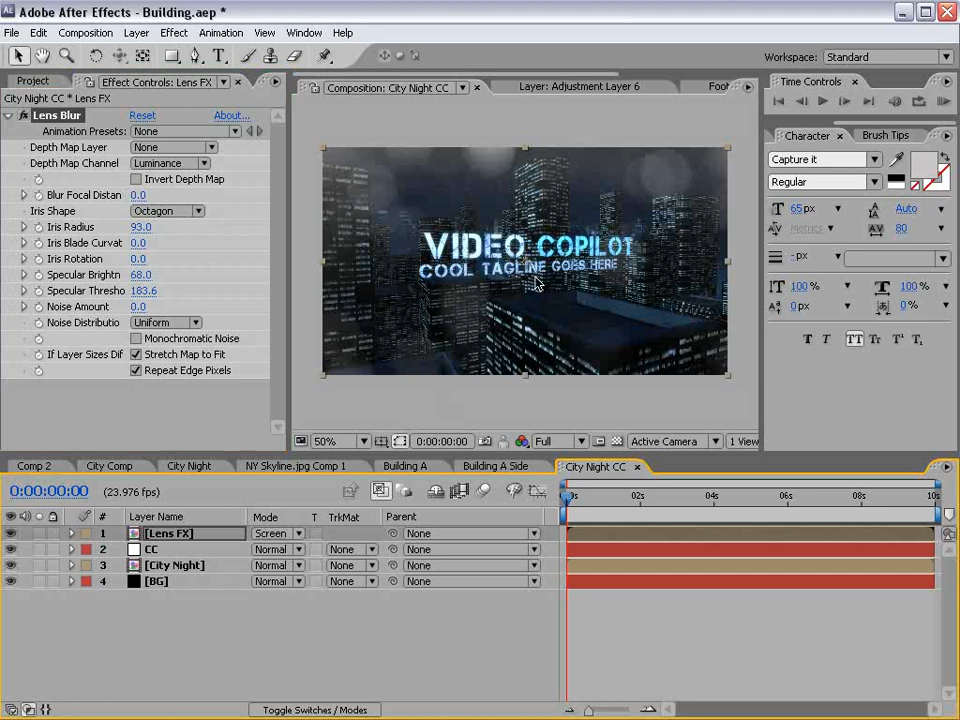 Adobe After Effects - Building.aep *
File Edit Composition Layer Effect Animation View Window Help
Workspace: Standard
Project Effect Controls: Lens FX
City Night CC * Lens FX
Lens Blur Reset About...
Animation Presets: None
Depth Map Layer None
Depth Map Channel Luminance
Invert Depth Map
Blur Focal Distan 0.0
Iris Shape Octagon
Iris Radius 93.0
Iris Blade Curvat 0.0
Iris Rotation 0.0
Specular Brightn 68.0
Specular Thresho 183.6
Noise Amount 0.0
Noise Distributio Uniform
Monochromatic Noise
If Layer Sizes Dif Stretch Map to Fit
Repeat Edge Pixels
Composition: City Night CC Layer: Adjustment Layer 6 Foot
VIDEO COPILOT
COOL TAGLINE GOES HERE
50% 0:00:00:00 Full Active Camera 1 View
Time Controls
Character Brush Tips
Capture it
Regular
65 px Auto
Metrics 80
- px
100 % 100 %
0 px 0 %
T T TT Tr T¹ T₁
Comp 2 City Comp City Night NY Skyline.jpg Comp 1 Building A Building A Side City Night CC
0:00:00:00 (23.976 fps)
# Layer Name Mode T TrkMat Parent
1 [Lens FX] Screen None
2 CC Normal None None
3 [City Night] Normal None None
4 [BG] Normal None None
02s 04s 06s 08s 10s
Toggle Switches / Modes